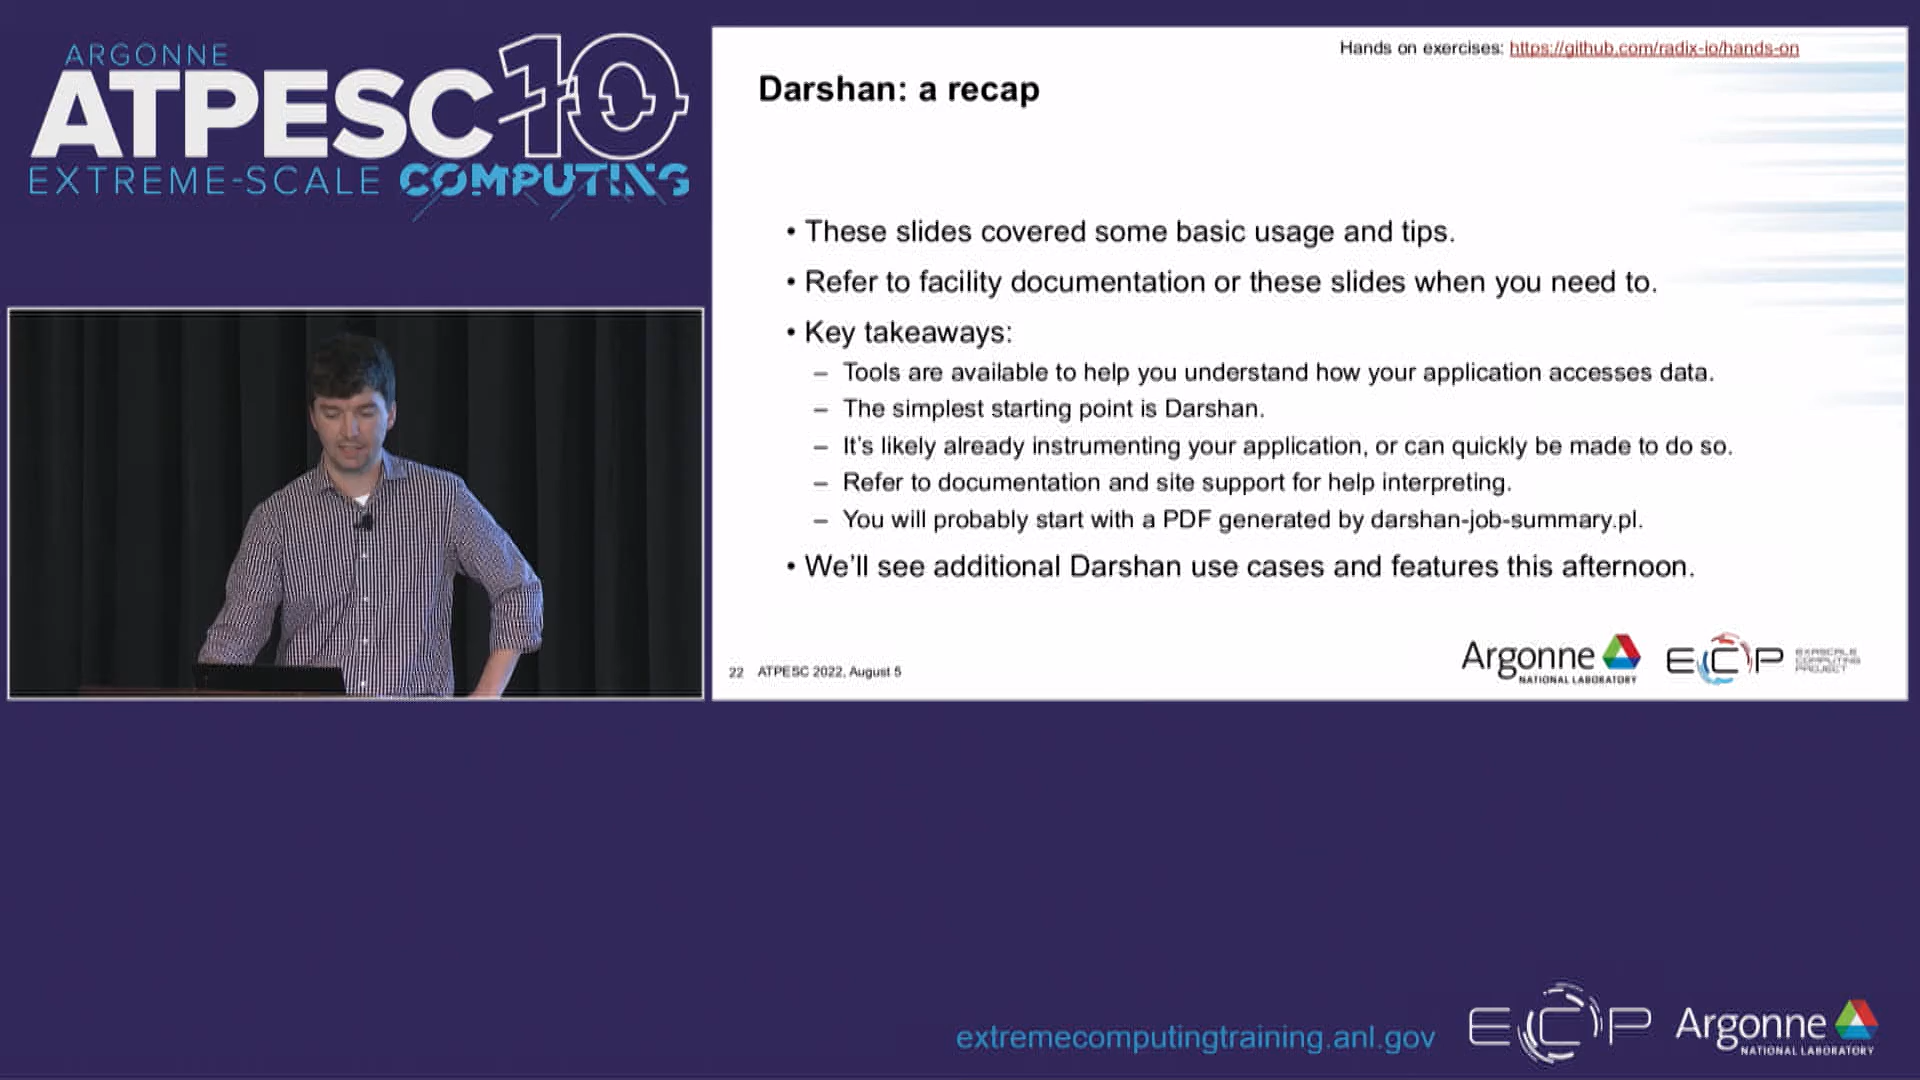 ARGONNE
ATPESC 10
EXTREME-SCALE COMPUTING
Hands on exercises: https://github.com/radix-io/hands-on
Darshan: a recap
• These slides covered some basic usage and tips.
• Refer to facility documentation or these slides when you need to.
• Key takeaways:
– Tools are available to help you understand how your application accesses data.
– The simplest starting point is Darshan.
– It's likely already instrumenting your application, or can quickly be made to do so.
– Refer to documentation and site support for help interpreting.
– You will probably start with a PDF generated by darshan-job-summary.pl.
• We'll see additional Darshan use cases and features this afternoon.
22 ATPESC 2022, August 5
Argonne
NATIONAL LABORATORY
ECP
EXASCALE
COMPUTING
PROJECT
extremecomputingtraining.anl.gov
ECP
Argonne
NATIONAL LABORATORY